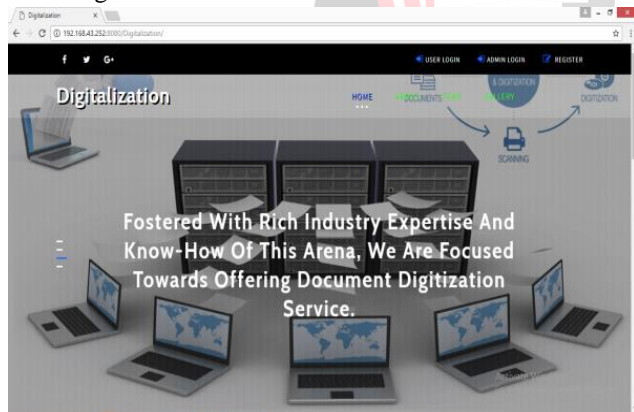 Digitalization
192.168.43.252:8080/Digitalization/
USER LOGIN
ADMIN LOGIN
REGISTER
Digitalization
HOME
GALLERY
DOCUMENTS
& DIGITIZATION
DIGITIZATION
SCANNING
Fostered With Rich Industry Expertise And
Know-How Of This Arena, We Are Focused
Towards Offering Document Digitization
Service.